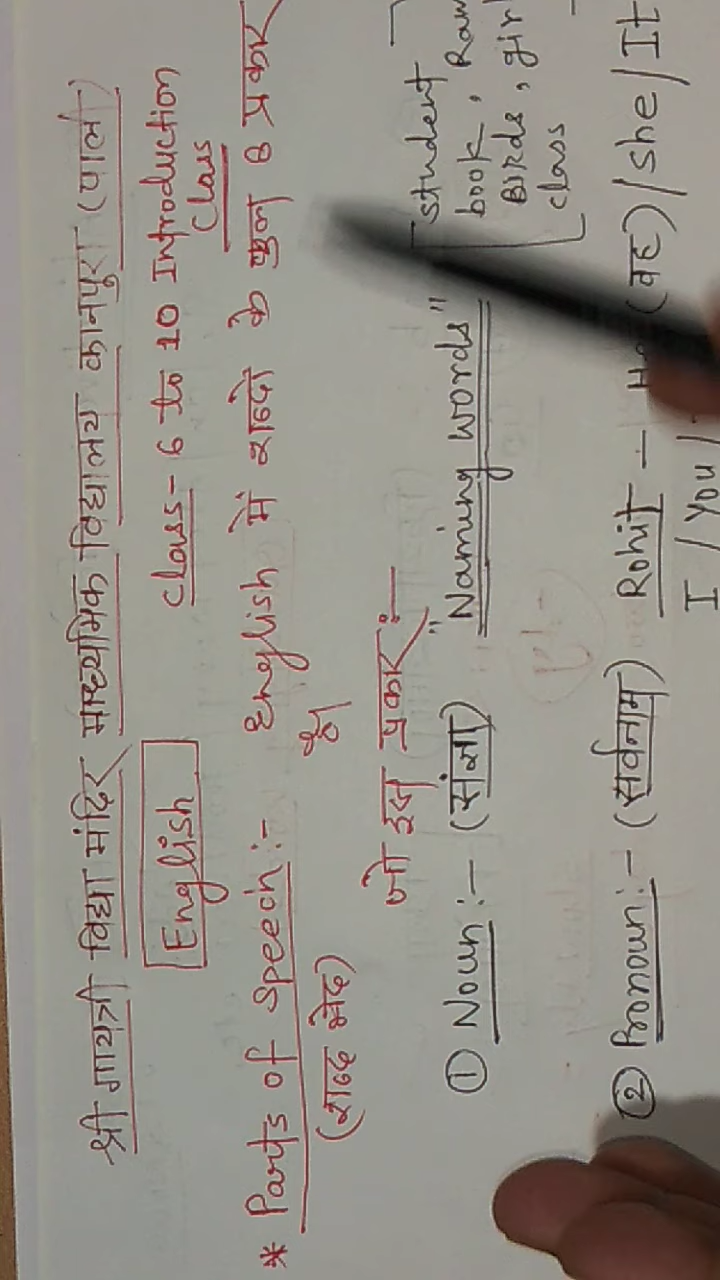 श्री गायत्री विद्या मंदिर माध्यमिक विद्यालय कानपुरा (पाली)
English
Class - 6 to 10 Introduction
Class
* Parts of Speech :- English में शब्दो के कुल 8 प्रकार
(शब्द भेद) है।
जो इस प्रकार :-
① Noun :- (संज्ञा) "Naming words"
Student
book, Ram
Birds, girl
class
② Pronoun :- (सर्वनाम) Rohit - (वह) / She / It
I / You /